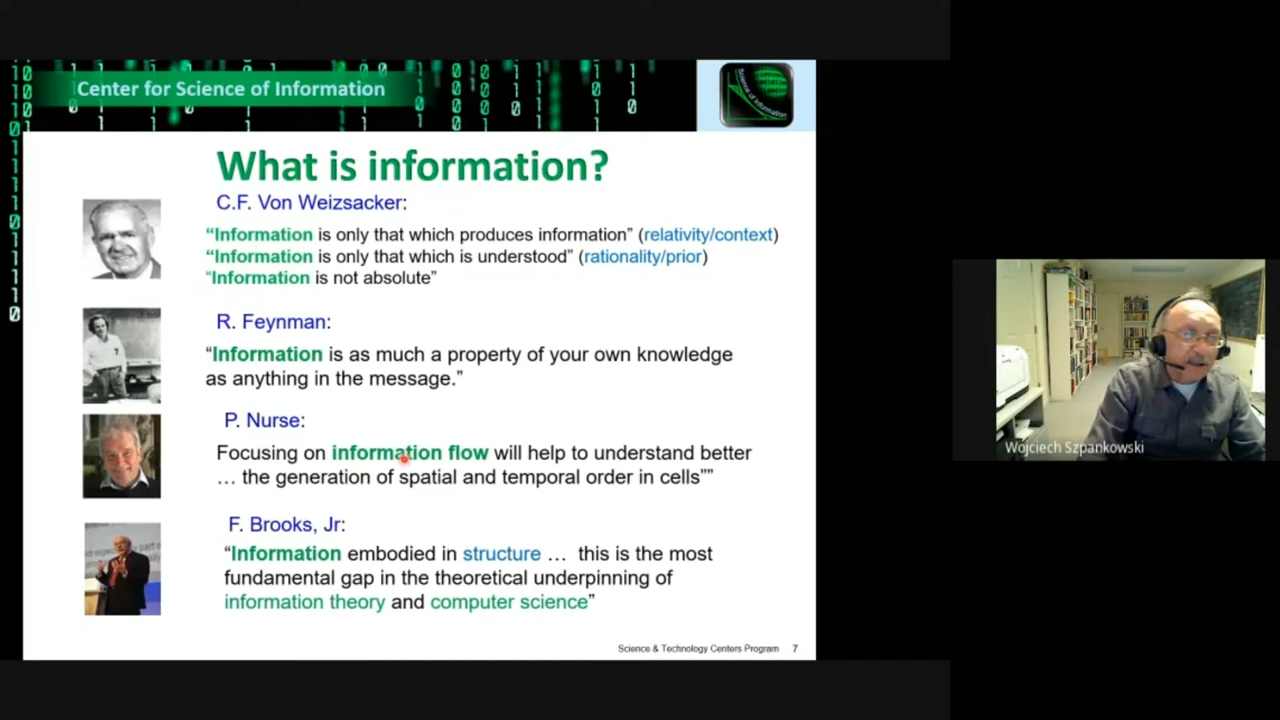 Center for Science of Information
Science of Information
What is information?
C.F. Von Weizsacker:
“Information is only that which produces information” (relativity/context)
“Information is only that which is understood” (rationality/prior)
“Information is not absolute”
R. Feynman:
“Information is as much a property of your own knowledge
as anything in the message.”
P. Nurse:
Focusing on information flow will help to understand better
… the generation of spatial and temporal order in cells””
F. Brooks, Jr:
“Information embodied in structure … this is the most
fundamental gap in the theoretical underpinning of
information theory and computer science”
Science & Technology Centers Program 7
Wojciech Szpankowski